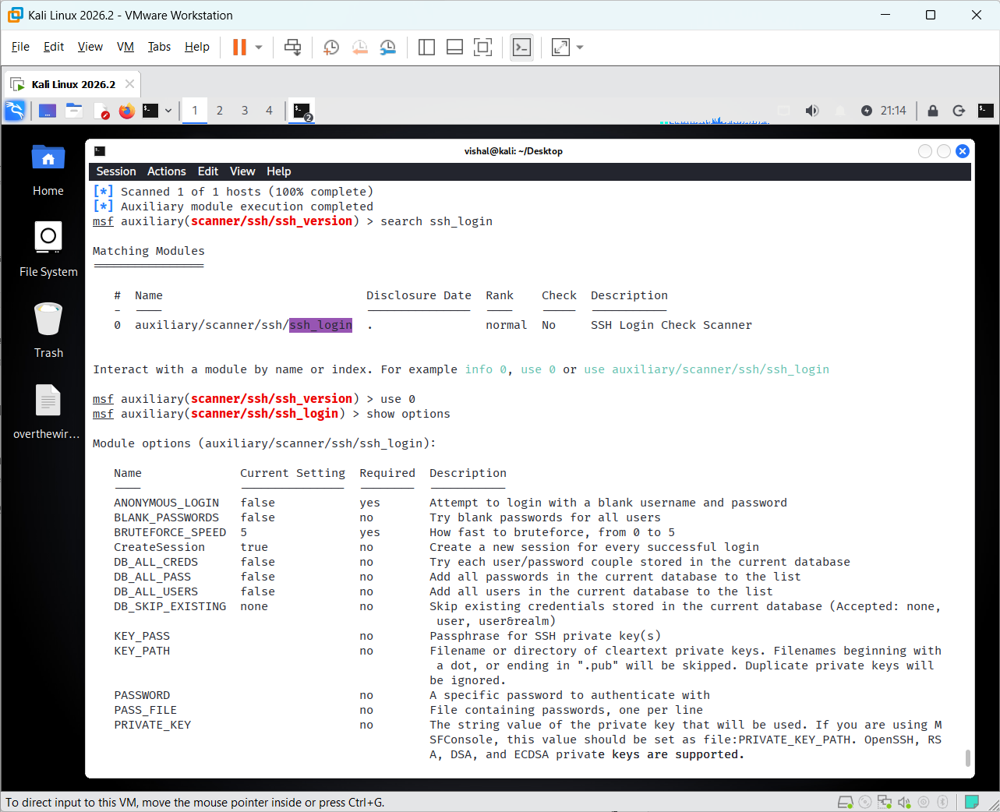 Kali Linux 2026.2 - VMware Workstation
File Edit View VM Tabs Help
Kali Linux 2026.2
1 2 3 4 2 21:14
vishal@kali: ~/Desktop
Session Actions Edit View Help
[*] Scanned 1 of 1 hosts (100% complete)
[*] Auxiliary module execution completed
msf auxiliary(scanner/ssh/ssh_version) > search ssh_login
Matching Modules
================
# Name Disclosure Date Rank Check Description
- ---- --------------- ---- ----- -----------
0 auxiliary/scanner/ssh/ssh_login . normal No SSH Login Check Scanner
Interact with a module by name or index. For example info 0, use 0 or use auxiliary/scanner/ssh/ssh_login
msf auxiliary(scanner/ssh/ssh_version) > use 0
msf auxiliary(scanner/ssh/ssh_login) > show options
Module options (auxiliary/scanner/ssh/ssh_login):
Name Current Setting Required Description
---- --------------- -------- -----------
ANONYMOUS_LOGIN false yes Attempt to login with a blank username and password
BLANK_PASSWORDS false no Try blank passwords for all users
BRUTEFORCE_SPEED 5 yes How fast to bruteforce, from 0 to 5
CreateSession true no Create a new session for every successful login
DB_ALL_CREDS false no Try each user/password couple stored in the current database
DB_ALL_PASS false no Add all passwords in the current database to the list
DB_ALL_USERS false no Add all users in the current database to the list
DB_SKIP_EXISTING none no Skip existing credentials stored in the current database (Accepted: none,
user, user&realm)
KEY_PASS no Passphrase for SSH private key(s)
KEY_PATH no Filename or directory of cleartext private keys. Filenames beginning with
a dot, or ending in ".pub" will be skipped. Duplicate private keys will
be ignored.
PASSWORD no A specific password to authenticate with
PASS_FILE no File containing passwords, one per line
PRIVATE_KEY no The string value of the private key that will be used. If you are using M
SFConsole, this value should be set as file:PRIVATE_KEY_PATH. OpenSSH, RS
A, DSA, and ECDSA private keys are supported.
Home
File System
Trash
overthewir...
To direct input to this VM, move the mouse pointer inside or press Ctrl+G.